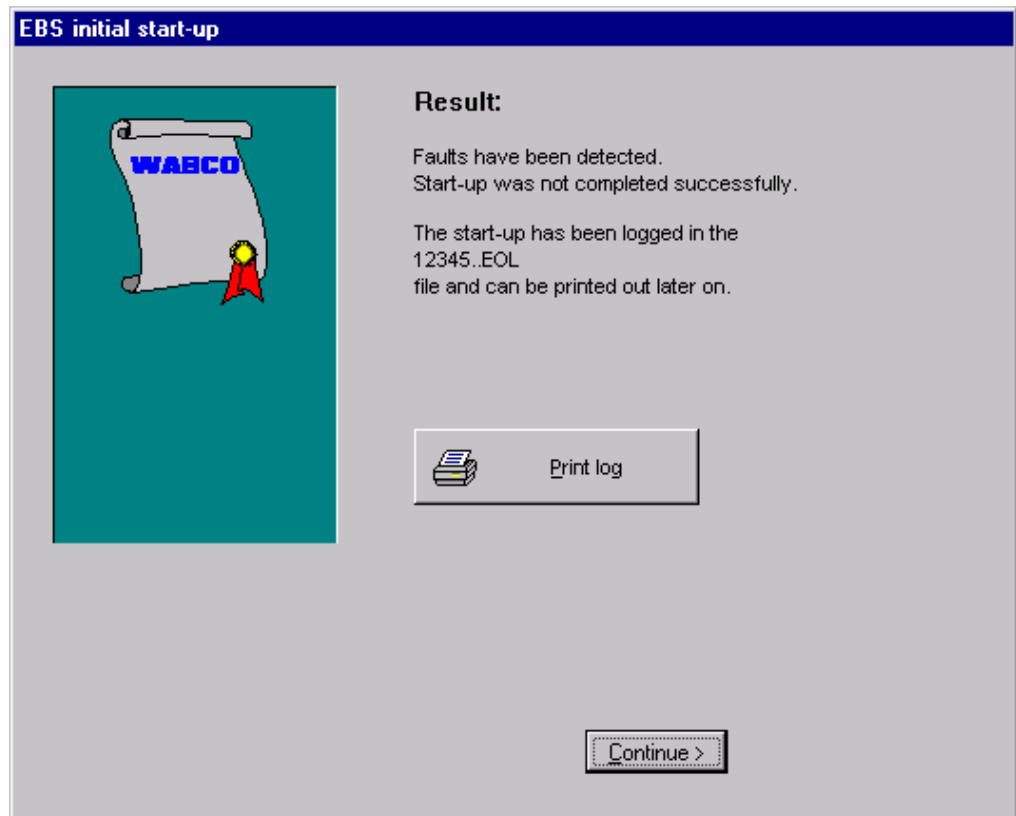 EBS initial start-up
WABCO
Result:
Faults have been detected.
Start-up was not completed successfully.
The start-up has been logged in the
12345..EOL
file and can be printed out later on.
Print log
Continue >